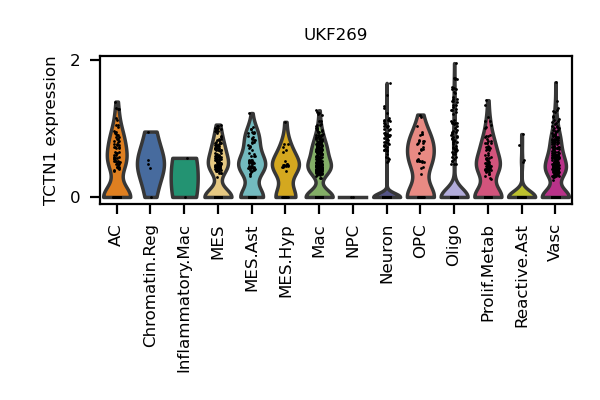 UKF269
TCTN1 expression
2
0
AC
Chromatin.Reg
Inflammatory.Mac
MES
MES.Ast
MES.Hyp
Mac
NPC
Neuron
OPC
Oligo
Prolif.Metab
Reactive.Ast
Vasc